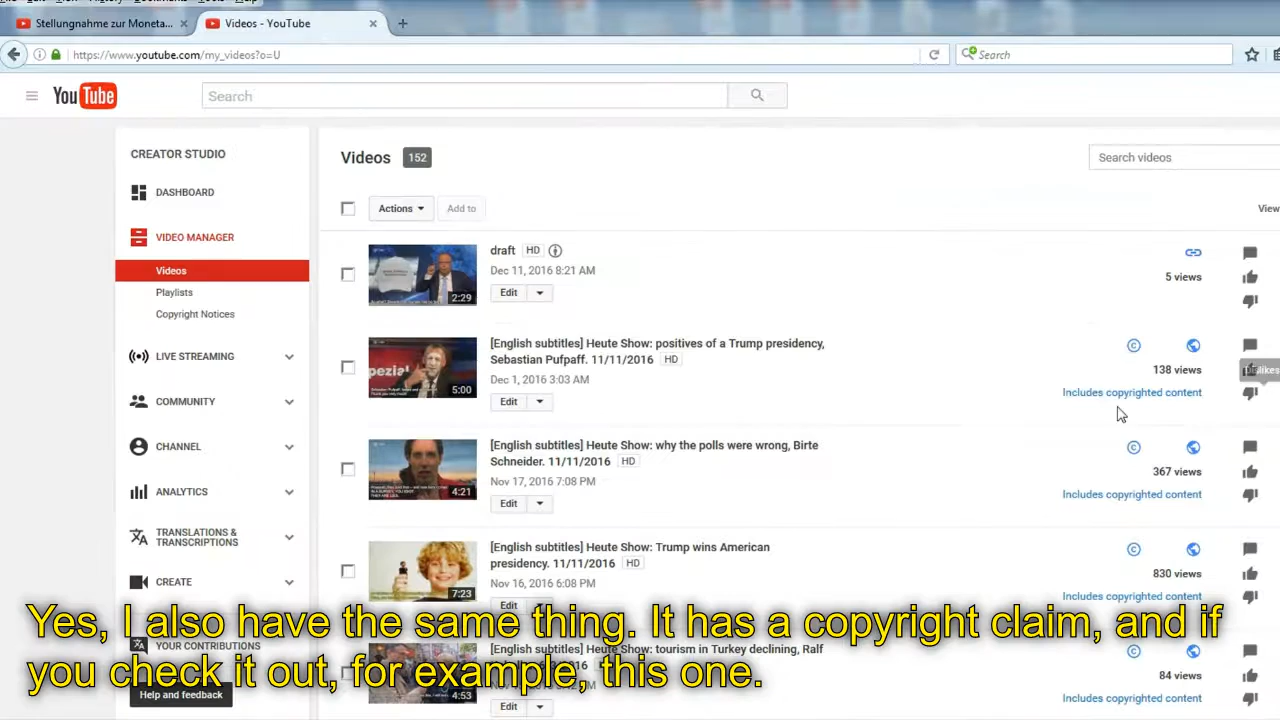 Stellungnahme zur Moneta...
Videos - YouTube
https://www.youtube.com/my_videos?o=U
Search
YouTube
Search
CREATOR STUDIO
DASHBOARD
VIDEO MANAGER
Videos
Playlists
Copyright Notices
LIVE STREAMING
COMMUNITY
CHANNEL
ANALYTICS
TRANSLATIONS &
TRANSCRIPTIONS
CREATE
YOUR CONTRIBUTIONS
Help and feedback
Videos 152
Search videos
Actions
Add to
View
draft HD
Dec 11, 2016 8:21 AM
Edit
2:29
5 views
[English subtitles] Heute Show: positives of a Trump presidency,
Sebastian Pufpaff. 11/11/2016 HD
Dec 1, 2016 3:03 AM
Edit
5:00
138 views
Includes copyrighted content
[English subtitles] Heute Show: why the polls were wrong, Birte
Schneider. 11/11/2016 HD
Nov 17, 2016 7:08 PM
Edit
4:21
367 views
Includes copyrighted content
[English subtitles] Heute Show: Trump wins American
presidency. 11/11/2016 HD
Nov 16, 2016 6:08 PM
Edit
7:23
830 views
Includes copyrighted content
[English subtitles] Heute Show: tourism in Turkey declining, Ralf
Edit
4:53
84 views
Includes copyrighted content
Yes, I also have the same thing. It has a copyright claim, and if
you check it out, for example, this one.